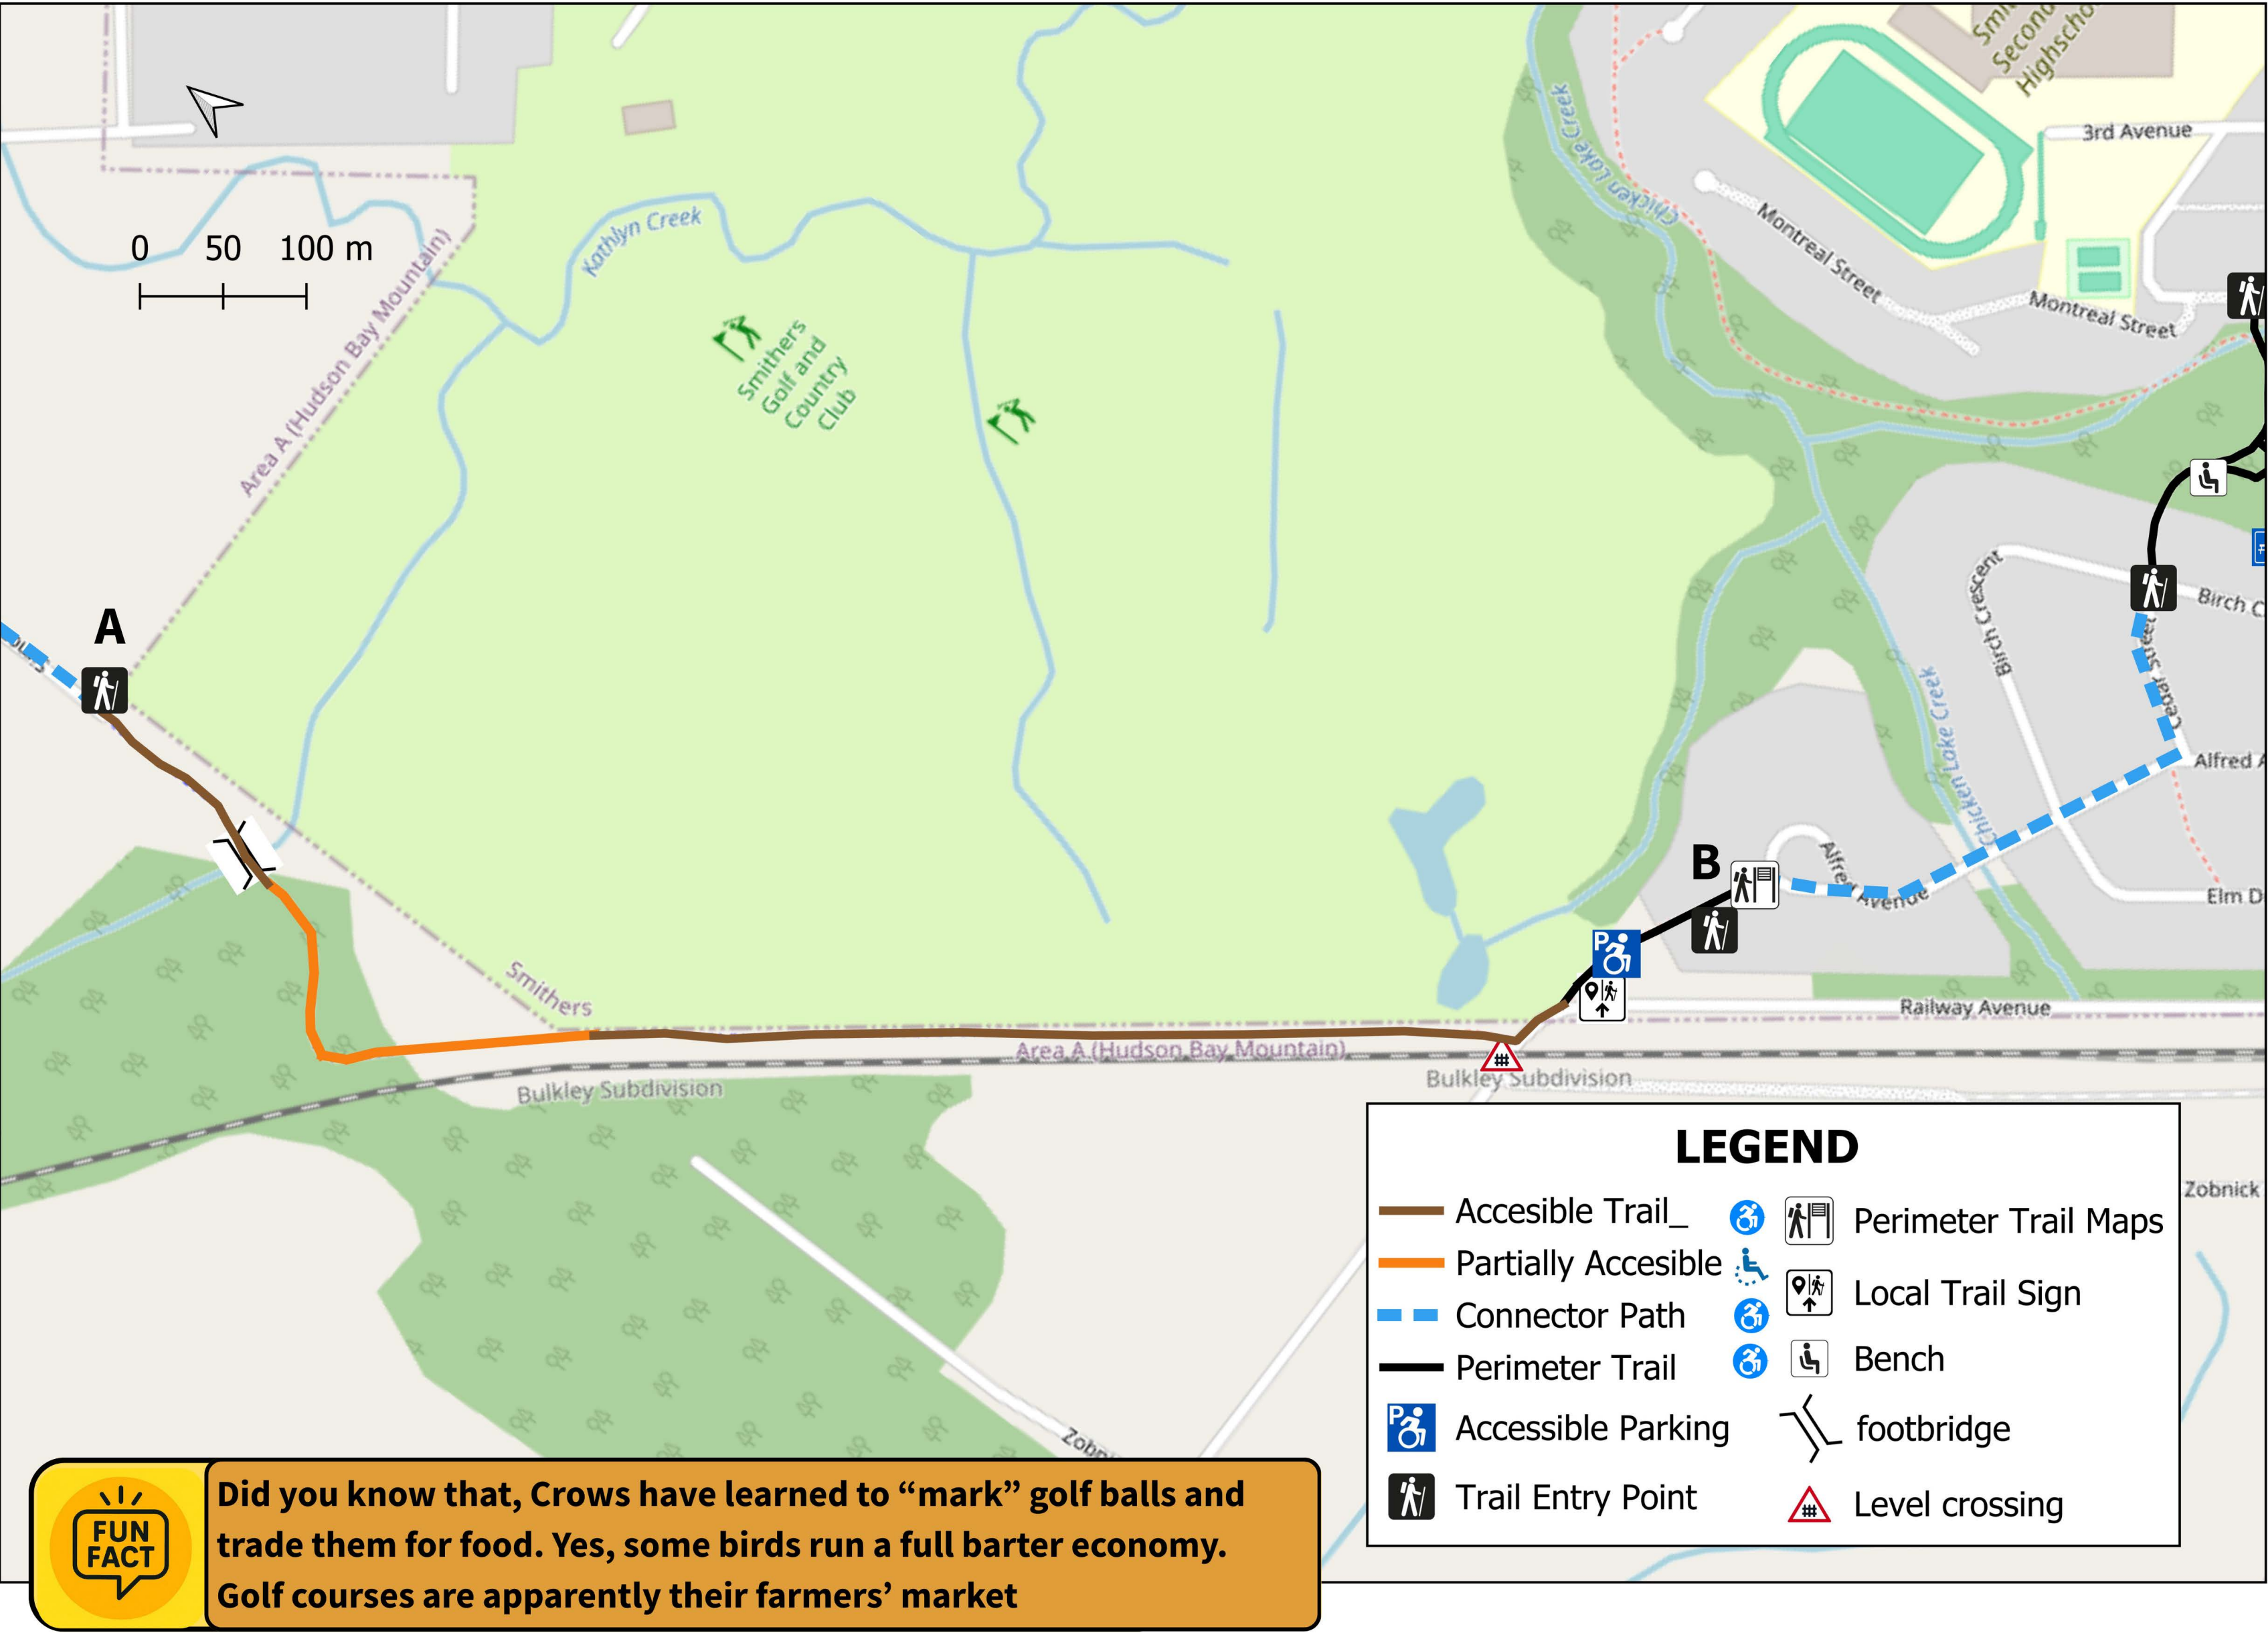 Smi
Second
Highscho
3rd Avenue
Chicken Lake Creek
Montreal Street
Montreal Street
Kathlyn Creek
0 50 100 m
Area A (Hudson Bay Mountain)
Smithers
Golf and
Country
Club
Birch Crescent
Birch C
Cedar Street
A
Chicken Lake Creek
Alfred A
B
Alfred Avenue
Elm D
Smithers
P
Railway Avenue
Area A (Hudson Bay Mountain)
Bulkley Subdivision
Bulkley Subdivision
Zobnick
Zobni
LEGEND
Accesible Trail_
Partially Accesible
Connector Path
Perimeter Trail
P
Accessible Parking
Trail Entry Point
Perimeter Trail Maps
Local Trail Sign
Bench
footbridge
Level crossing
FUN
FACT
Did you know that, Crows have learned to “mark” golf balls and
trade them for food. Yes, some birds run a full barter economy.
Golf courses are apparently their farmers’ market